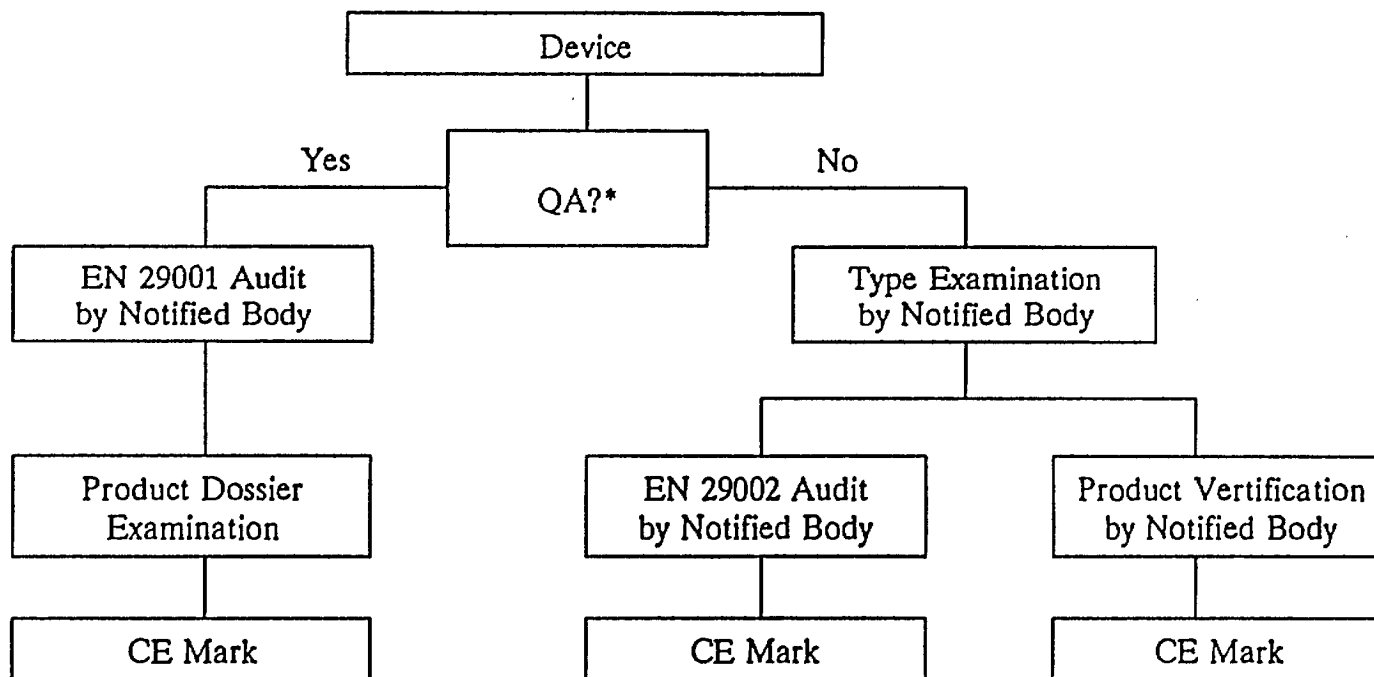 Device
Yes
No
QA?*
EN 29001 Audit
by Notified Body
Type Examination
by Notified Body
Product Dossier
Examination
EN 29002 Audit
by Notified Body
Product Vertification
by Notified Body
CE Mark
CE Mark
CE Mark